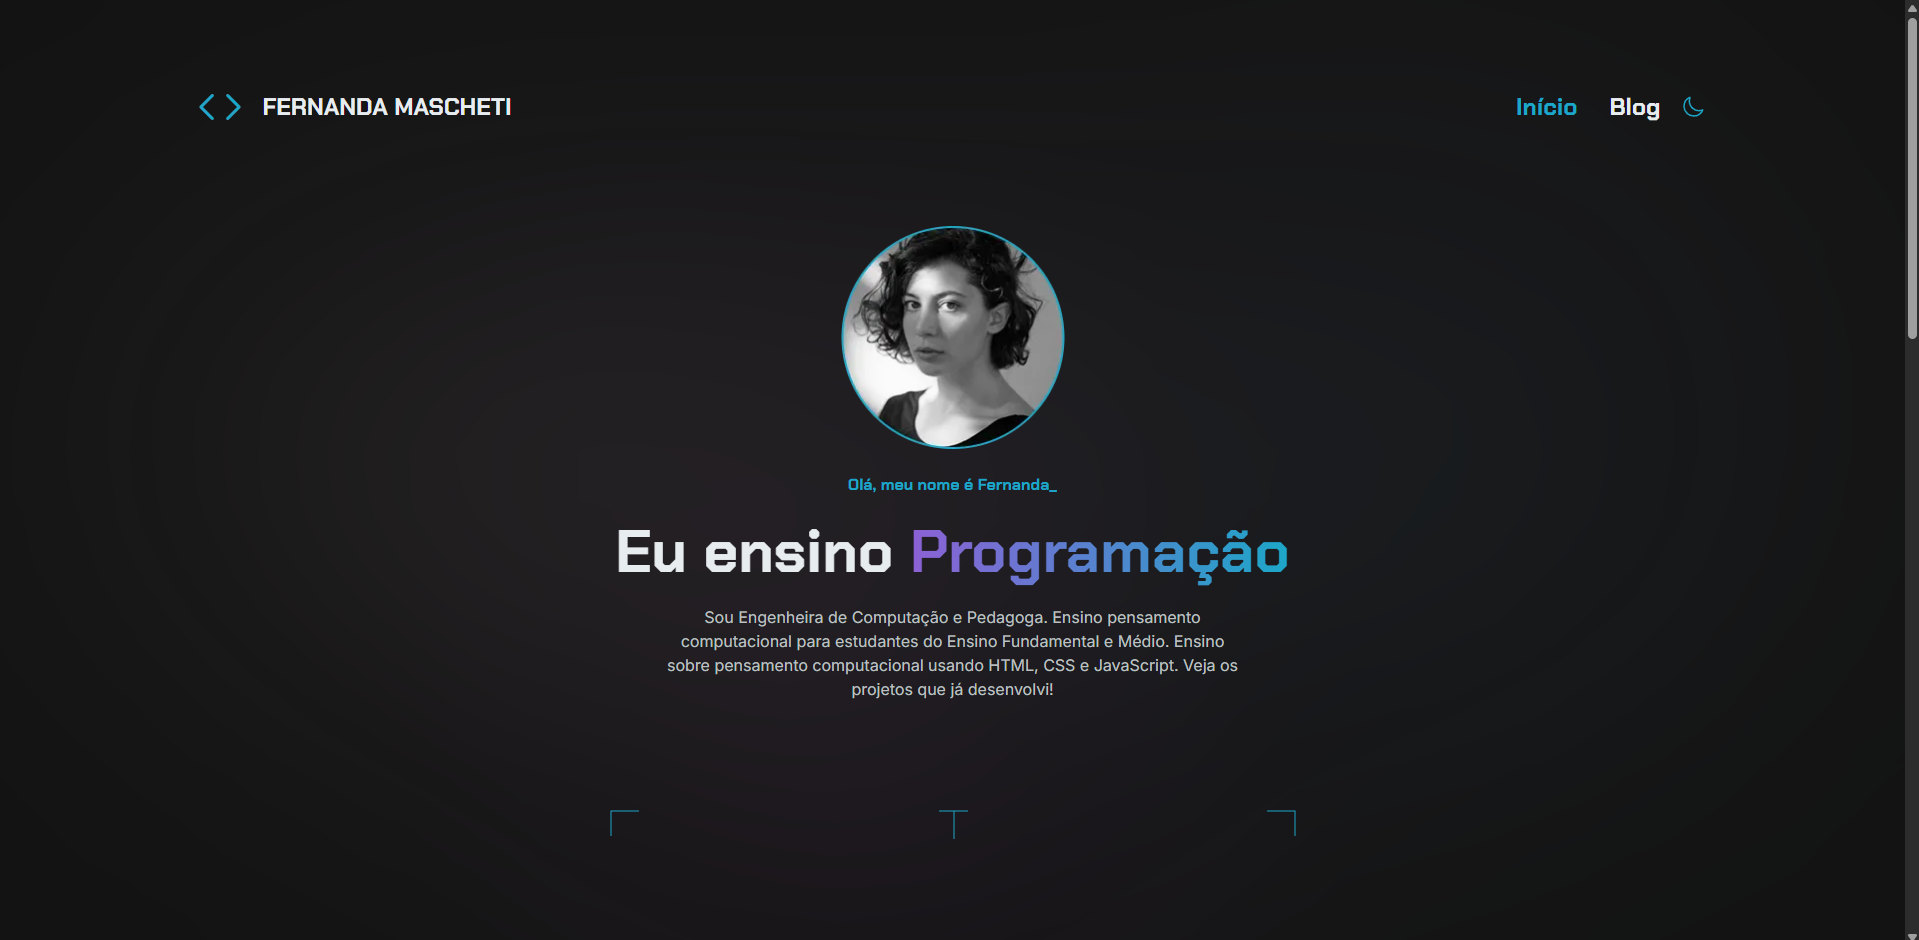 FERNANDA MASCHETI
Início Blog
Olá, meu nome é Fernanda_
Eu ensino Programação
Sou Engenheira de Computação e Pedagoga. Ensino pensamento
computacional para estudantes do Ensino Fundamental e Médio. Ensino
sobre pensamento computacional usando HTML, CSS e JavaScript. Veja os
projetos que já desenvolvi!